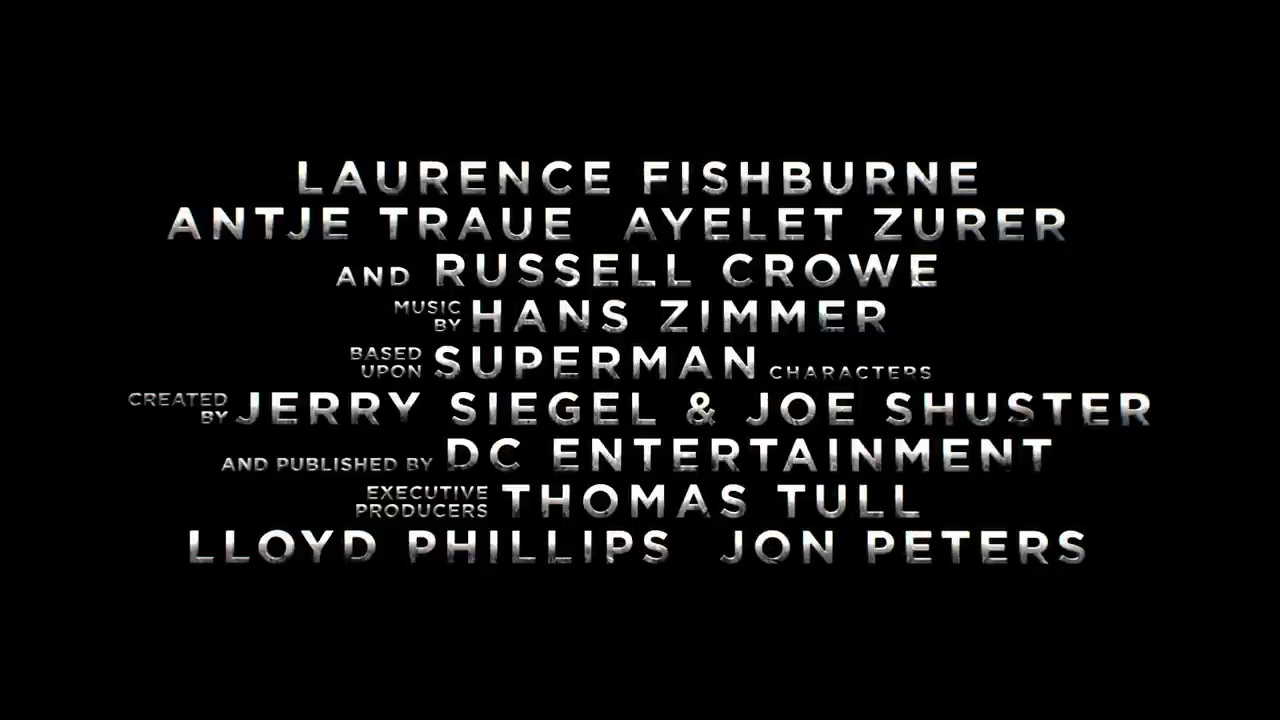 LAURENCE FISHBURNE
ANTJE TRAUE AYELET ZURER
AND RUSSELL CROWE
MUSIC BY HANS ZIMMER
BASED UPON SUPERMAN CHARACTERS
CREATED BY JERRY SIEGEL & JOE SHUSTER
AND PUBLISHED BY DC ENTERTAINMENT
EXECUTIVE PRODUCERS THOMAS TULL
LLOYD PHILLIPS JON PETERS